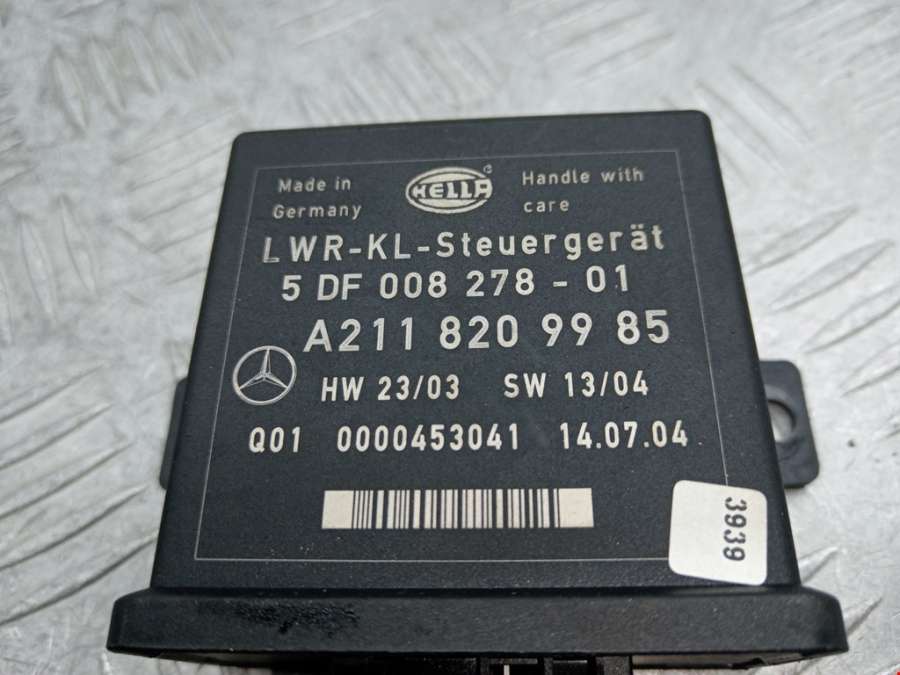 Made in
Germany
HELLA
Handle with
care
LWR-KL-Steuergerät
5 DF 008 278 - 01
A211 820 99 85
HW 23/03 SW 13/04
Q01 0000453041 14.07.04
3939